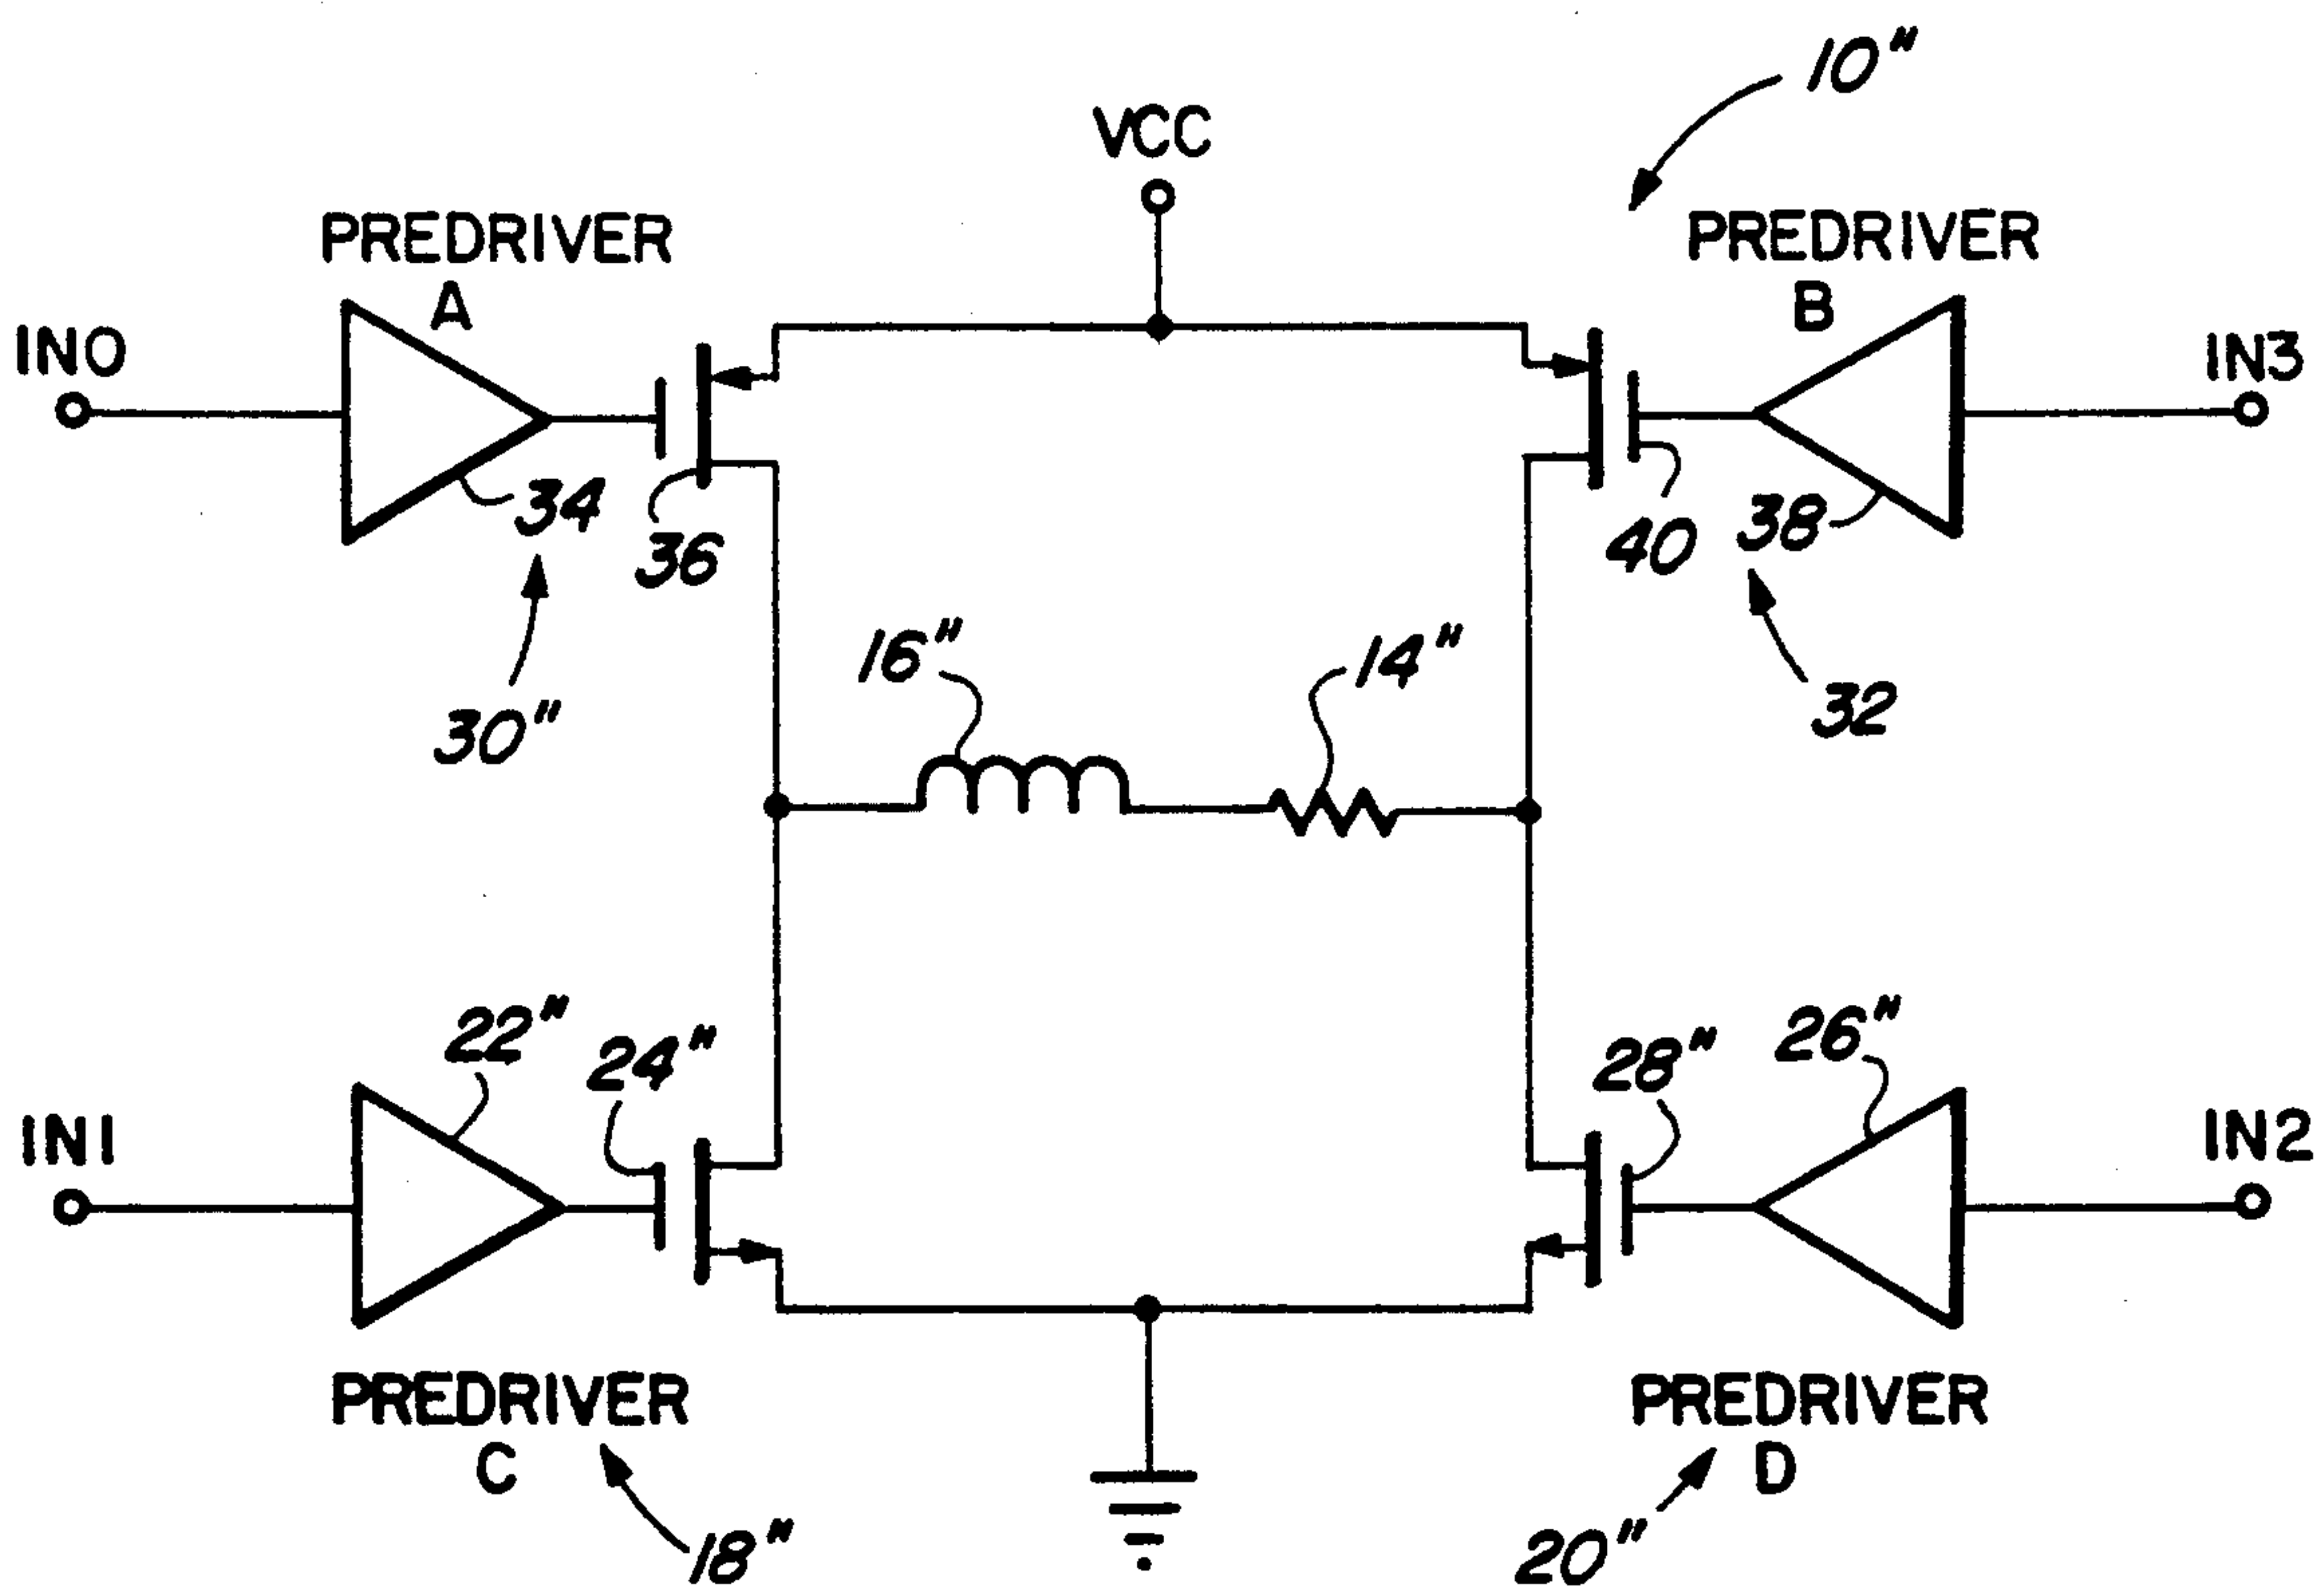 10"
VCC
PREDRIVER
A
PREDRIVER
B
IN0
IN3
34
36
40
38
30"
16"
14"
32
22"
24"
28"
26"
IN1
IN2
PREDRIVER
C
PREDRIVER
D
18"
20"